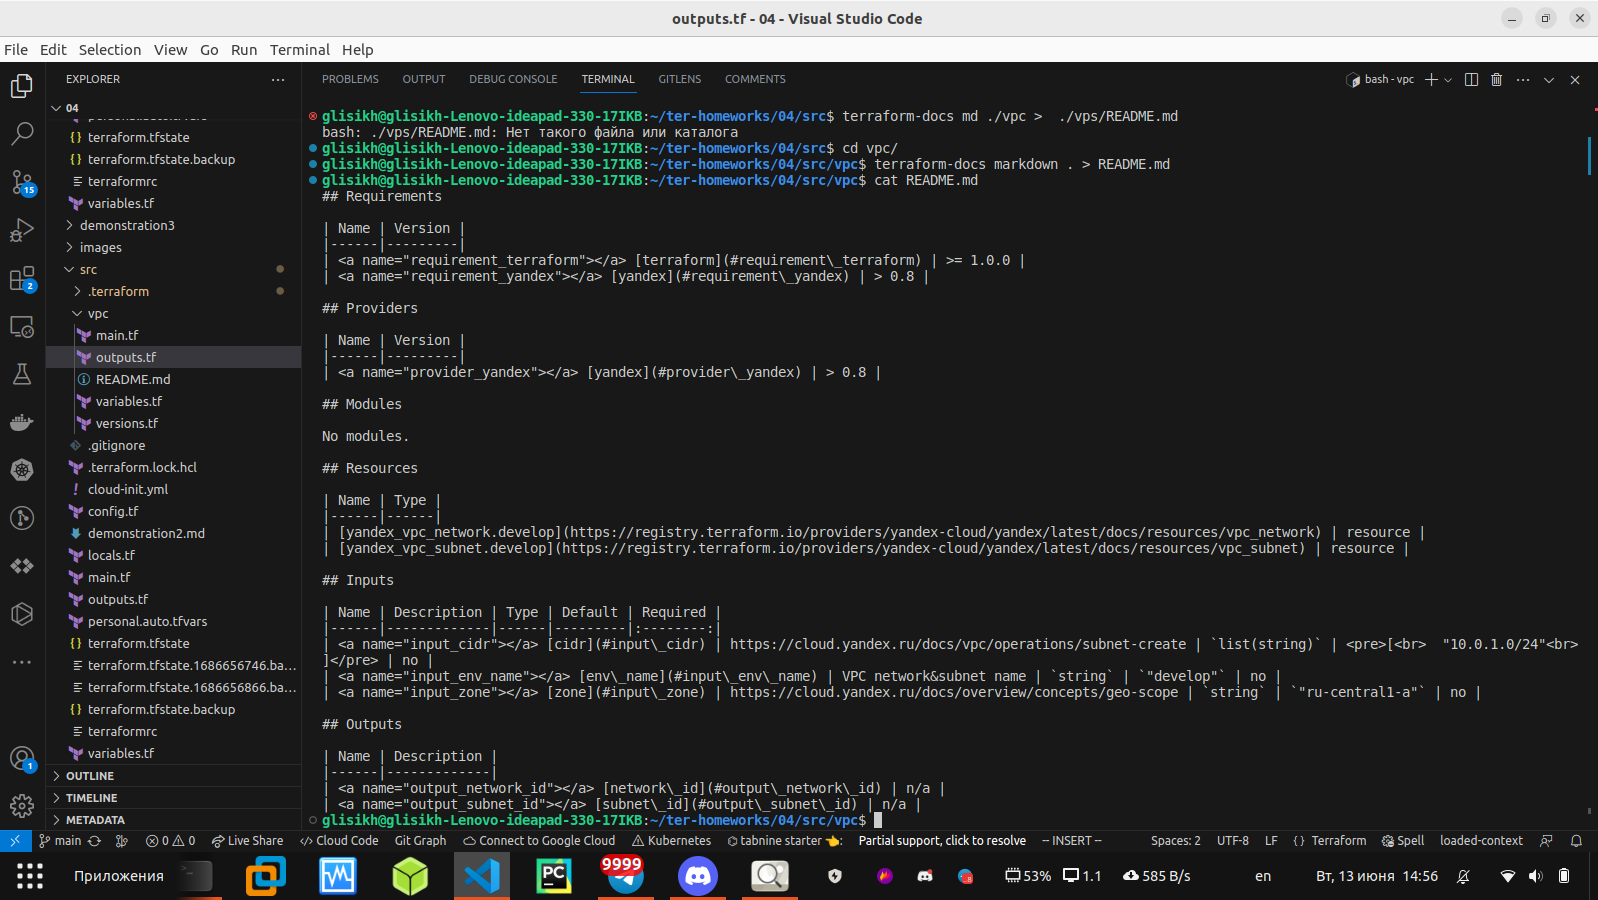 outputs.tf - 04 - Visual Studio Code
File Edit Selection View Go Run Terminal Help
EXPLORER
04
terraform.tfstate
terraform.tfstate.backup
terraformrc
variables.tf
demonstration3
images
src
.terraform
vpc
main.tf
outputs.tf
README.md
variables.tf
versions.tf
.gitignore
.terraform.lock.hcl
cloud-init.yml
config.tf
demonstration2.md
locals.tf
main.tf
outputs.tf
personal.auto.tfvars
terraform.tfstate
terraform.tfstate.1686656746.ba...
terraform.tfstate.1686656866.ba...
terraform.tfstate.backup
terraformrc
variables.tf
OUTLINE
TIMELINE
METADATA
15
2
1
PROBLEMS OUTPUT DEBUG CONSOLE TERMINAL GITLENS COMMENTS
bash - vpc
glisikh@glisikh-Lenovo-ideapad-330-17IKB:~/ter-homeworks/04/src$ terraform-docs md ./vpc >  ./vps/README.md
bash: ./vps/README.md: Нет такого файла или каталога
glisikh@glisikh-Lenovo-ideapad-330-17IKB:~/ter-homeworks/04/src$ cd vpc/
glisikh@glisikh-Lenovo-ideapad-330-17IKB:~/ter-homeworks/04/src/vpc$ terraform-docs markdown . > README.md
glisikh@glisikh-Lenovo-ideapad-330-17IKB:~/ter-homeworks/04/src/vpc$ cat README.md
## Requirements
| Name | Version |
|------|---------|
| <a name="requirement_terraform"></a> [terraform](#requirement\_terraform) | >= 1.0.0 |
| <a name="requirement_yandex"></a> [yandex](#requirement\_yandex) | > 0.8 |
## Providers
| Name | Version |
|------|---------|
| <a name="provider_yandex"></a> [yandex](#provider\_yandex) | > 0.8 |
## Modules
No modules.
## Resources
| Name | Type |
|------|------|
| [yandex_vpc_network.develop](https://registry.terraform.io/providers/yandex-cloud/yandex/latest/docs/resources/vpc_network) | resource |
| [yandex_vpc_subnet.develop](https://registry.terraform.io/providers/yandex-cloud/yandex/latest/docs/resources/vpc_subnet) | resource |
## Inputs
| Name | Description | Type | Default | Required |
|------|-------------|------|---------|:--------:|
| <a name="input_cidr"></a> [cidr](#input\_cidr) | https://cloud.yandex.ru/docs/vpc/operations/subnet-create | `list(string)` | <pre>[<br>  "10.0.1.0/24"<br>
]</pre> | no |
| <a name="input_env_name"></a> [env\_name](#input\_env\_name) | VPC network&subnet name | `string` | `"develop"` | no |
| <a name="input_zone"></a> [zone](#input\_zone) | https://cloud.yandex.ru/docs/overview/concepts/geo-scope | `string` | `"ru-central1-a"` | no |
## Outputs
| Name | Description |
|------|-------------|
| <a name="output_network_id"></a> [network\_id](#output\_network\_id) | n/a |
| <a name="output_subnet_id"></a> [subnet\_id](#output\_subnet\_id) | n/a |
glisikh@glisikh-Lenovo-ideapad-330-17IKB:~/ter-homeworks/04/src/vpc$
main 0 0 Live Share Cloud Code Git Graph Connect to Google Cloud Kubernetes tabnine starter : Partial support, click to resolve -- INSERT -- Spaces: 2 UTF-8 LF Terraform Spell loaded-context
Приложения PC 9999 53% 1.1 585 B/s en Вт, 13 июня 14:56